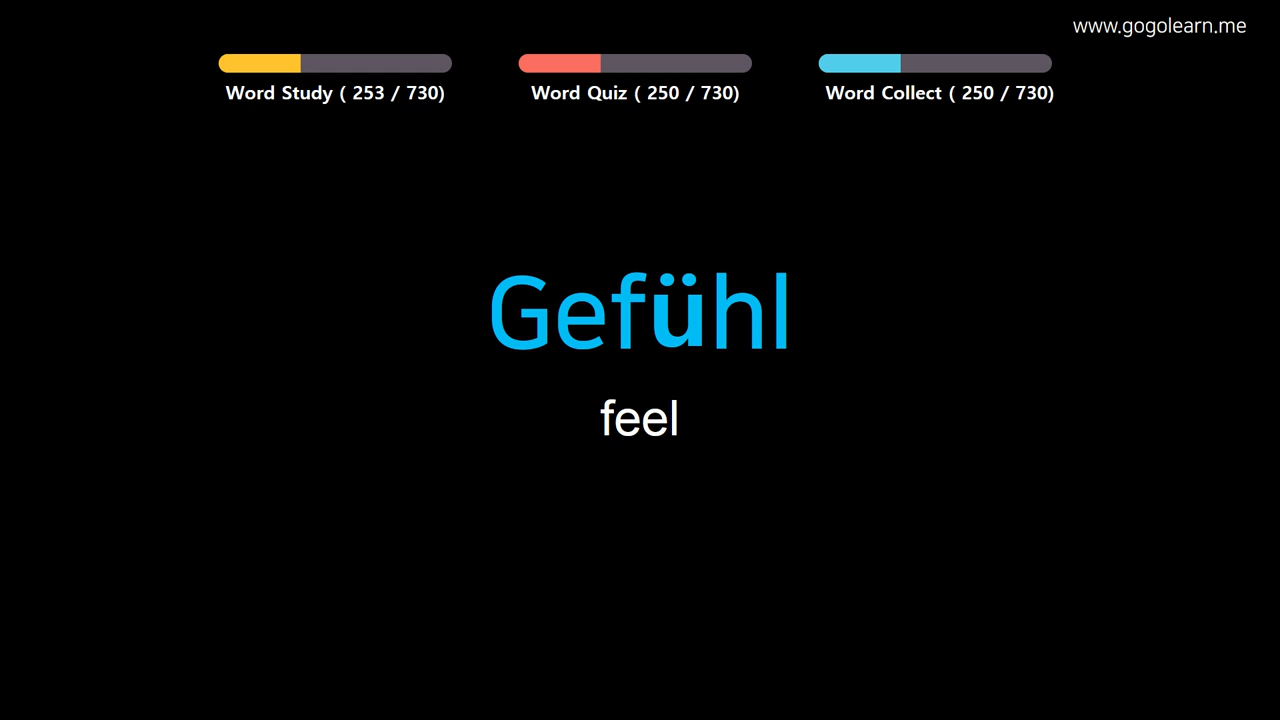 www.gogolearn.me
Word Study ( 253 / 730)
Word Quiz ( 250 / 730)
Word Collect ( 250 / 730)
Gefühl
feel